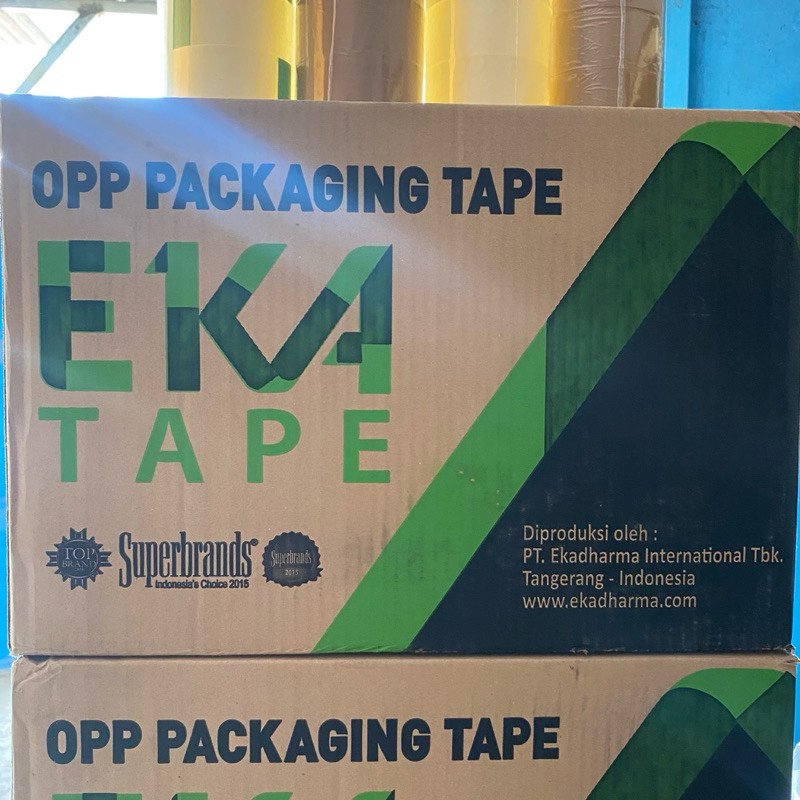 OPP PACKAGING TAPE
EKA
TAPE
TOP
BRAND
Superbrands®
Indonesia's Choice 2015
Superbrands
2015
Diproduksi oleh :
PT. Ekadharma International Tbk.
Tangerang - Indonesia
www.ekadharma.com
OPP PACKAGING TAPE